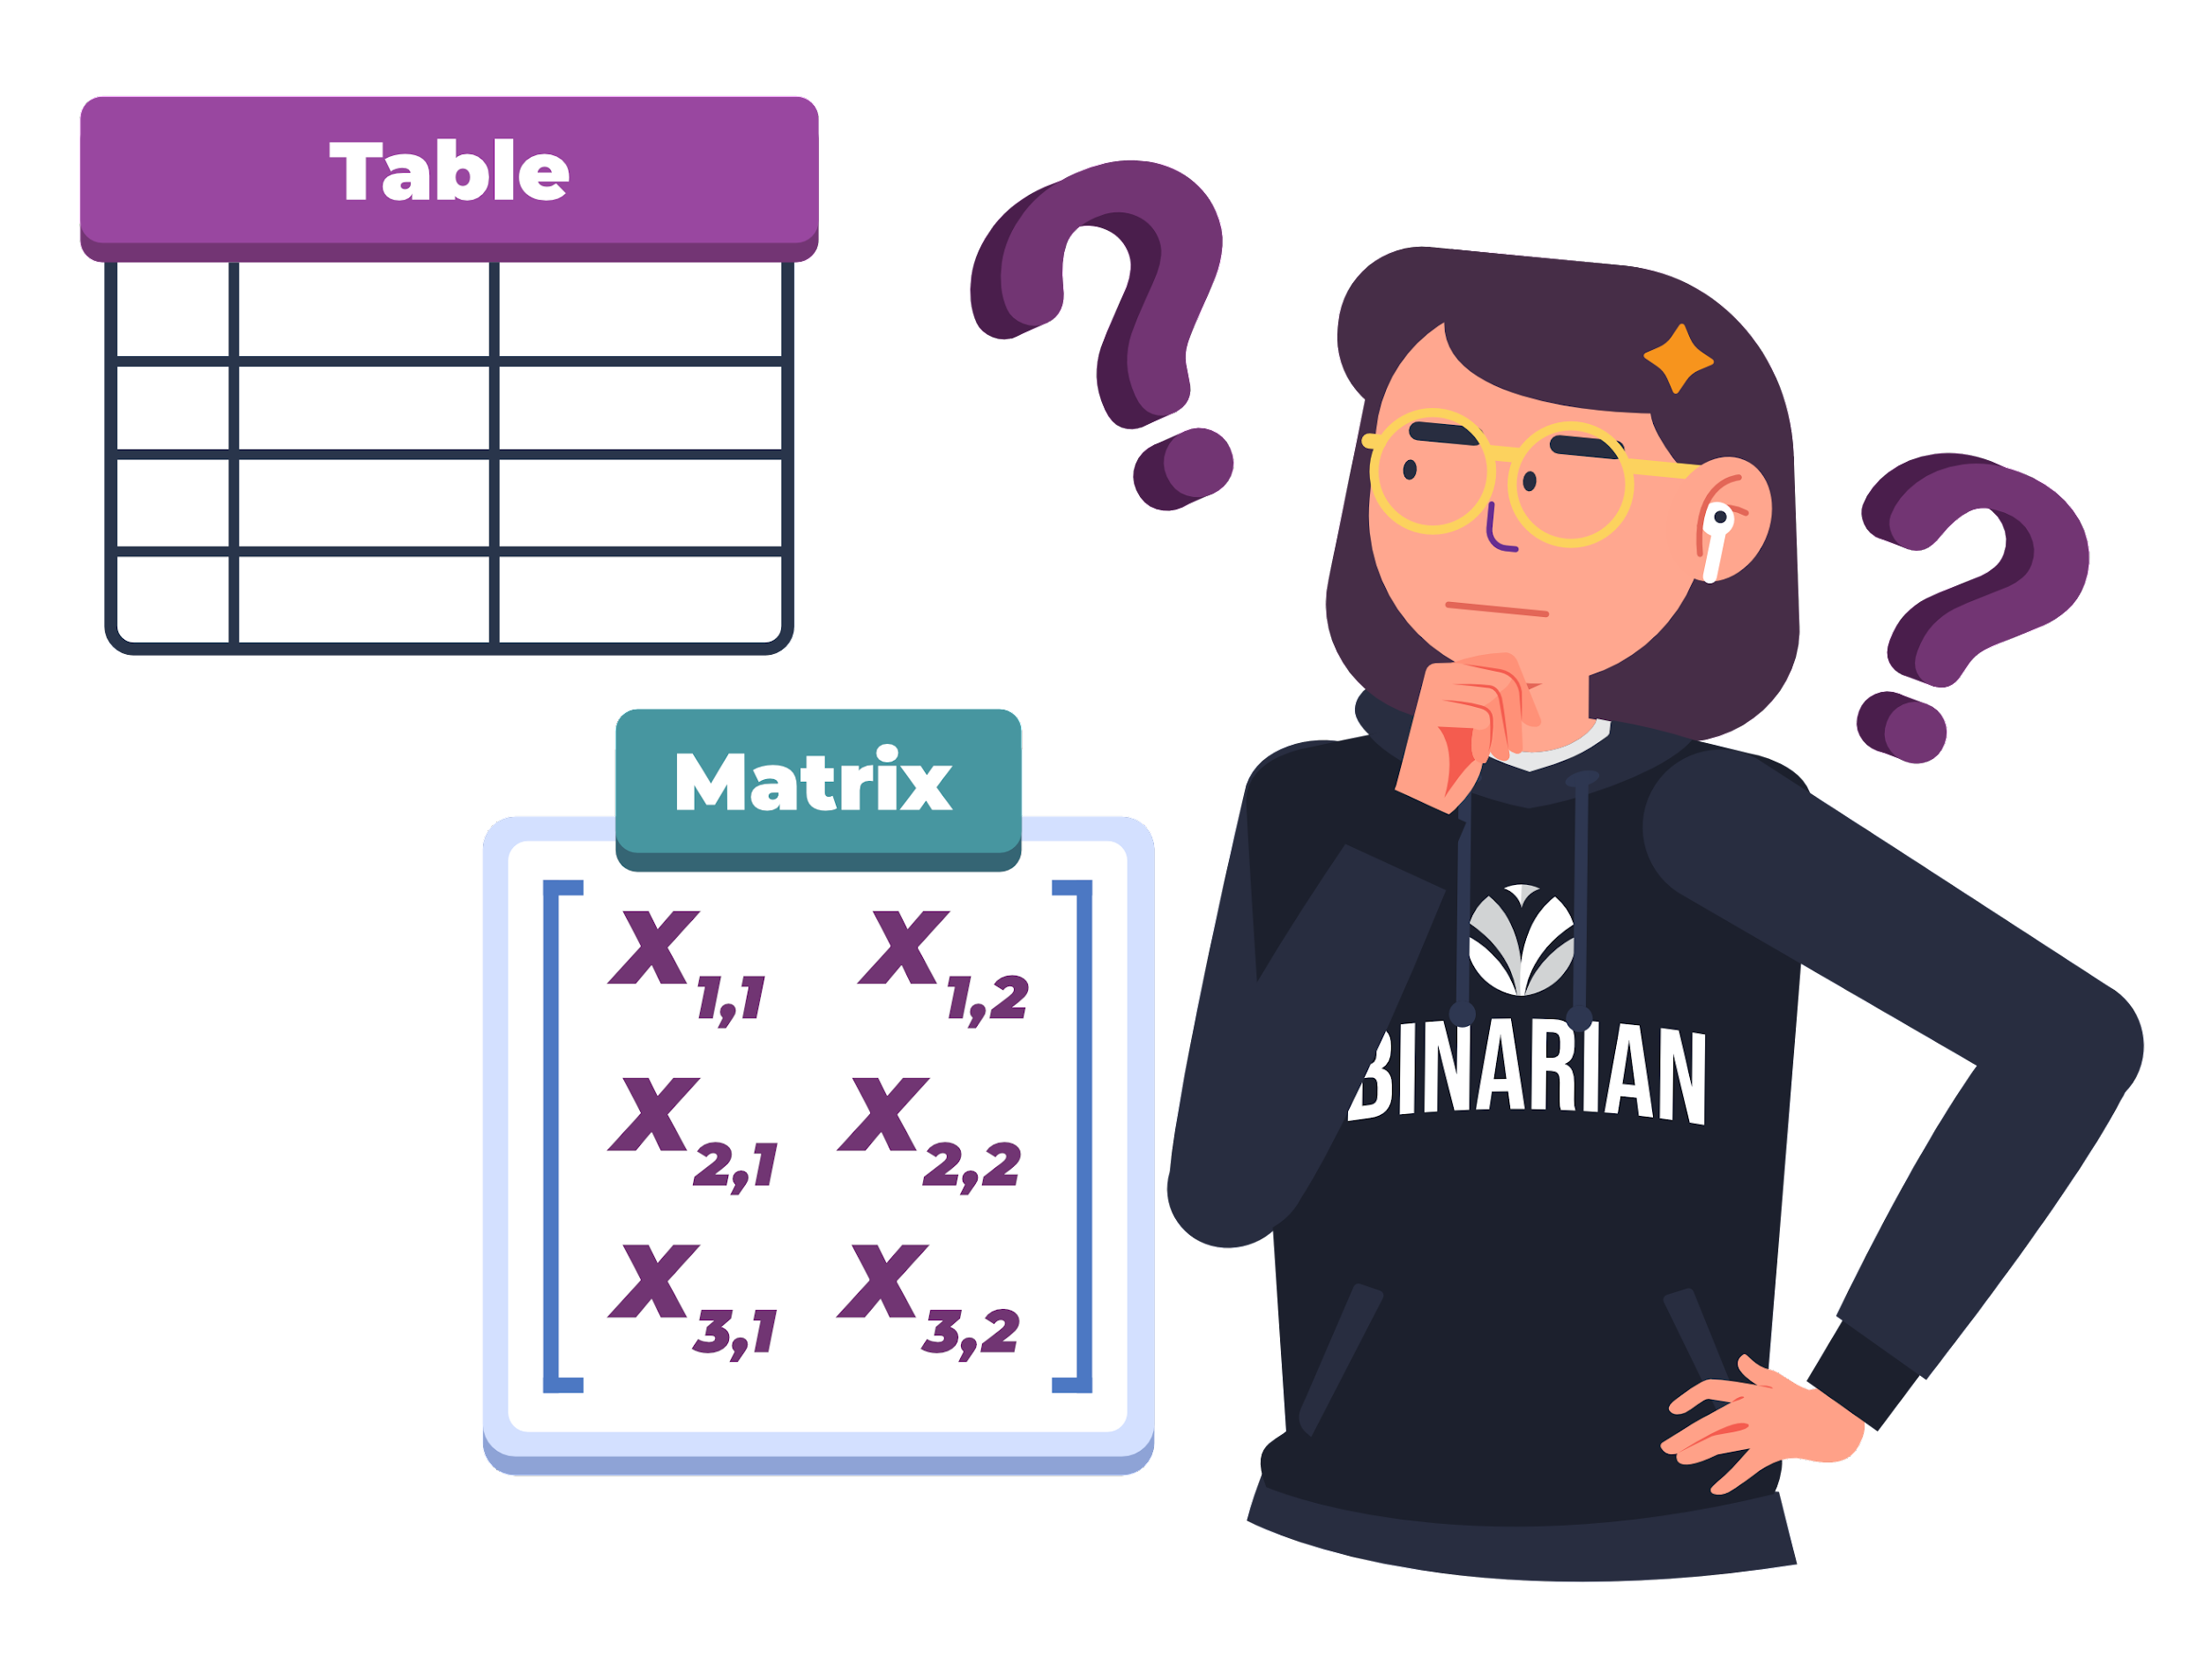 Table
Matrix
X1,1 X1,2
X2,1 X2,2
X3,1 X3,2
BINARIAN
? ?